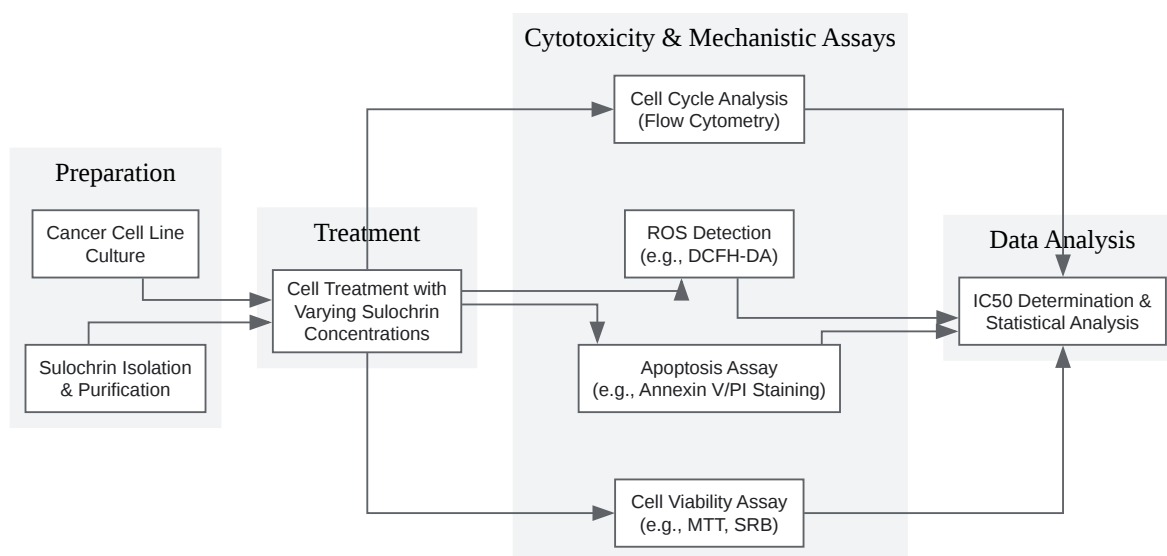 Preparation
Cancer Cell Line
Culture
Sulochrin Isolation
& Purification
Treatment
Cell Treatment with
Varying Sulochrin
Concentrations
Cytotoxicity & Mechanistic Assays
Cell Cycle Analysis
(Flow Cytometry)
ROS Detection
(e.g., DCFH-DA)
Apoptosis Assay
(e.g., Annexin V/PI Staining)
Cell Viability Assay
(e.g., MTT, SRB)
Data Analysis
IC50 Determination &
Statistical Analysis